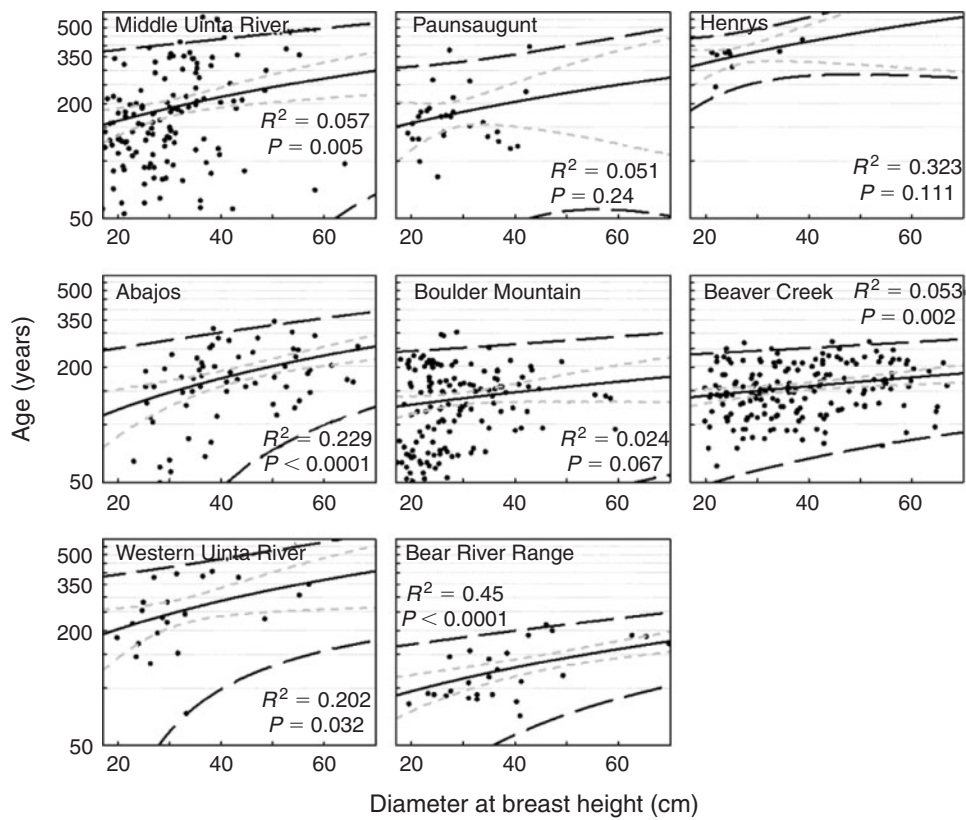 Middle Uinta River
500
350
200
50
R² = 0.057
P = 0.005
20 40 60
Paunsaugunt
R² = 0.051
P = 0.24
20 40 60
Henrys
R² = 0.323
P = 0.111
20 40 60
Age (years)
Abajos
500
350
200
50
R² = 0.229
P < 0.0001
20 40 60
Boulder Mountain
R² = 0.024
P = 0.067
20 40 60
Beaver Creek
R² = 0.053
P = 0.002
20 40 60
Western Uinta River
500
350
200
50
R² = 0.202
P = 0.032
20 40 60
Bear River Range
R² = 0.45
P < 0.0001
20 40 60
Diameter at breast height (cm)